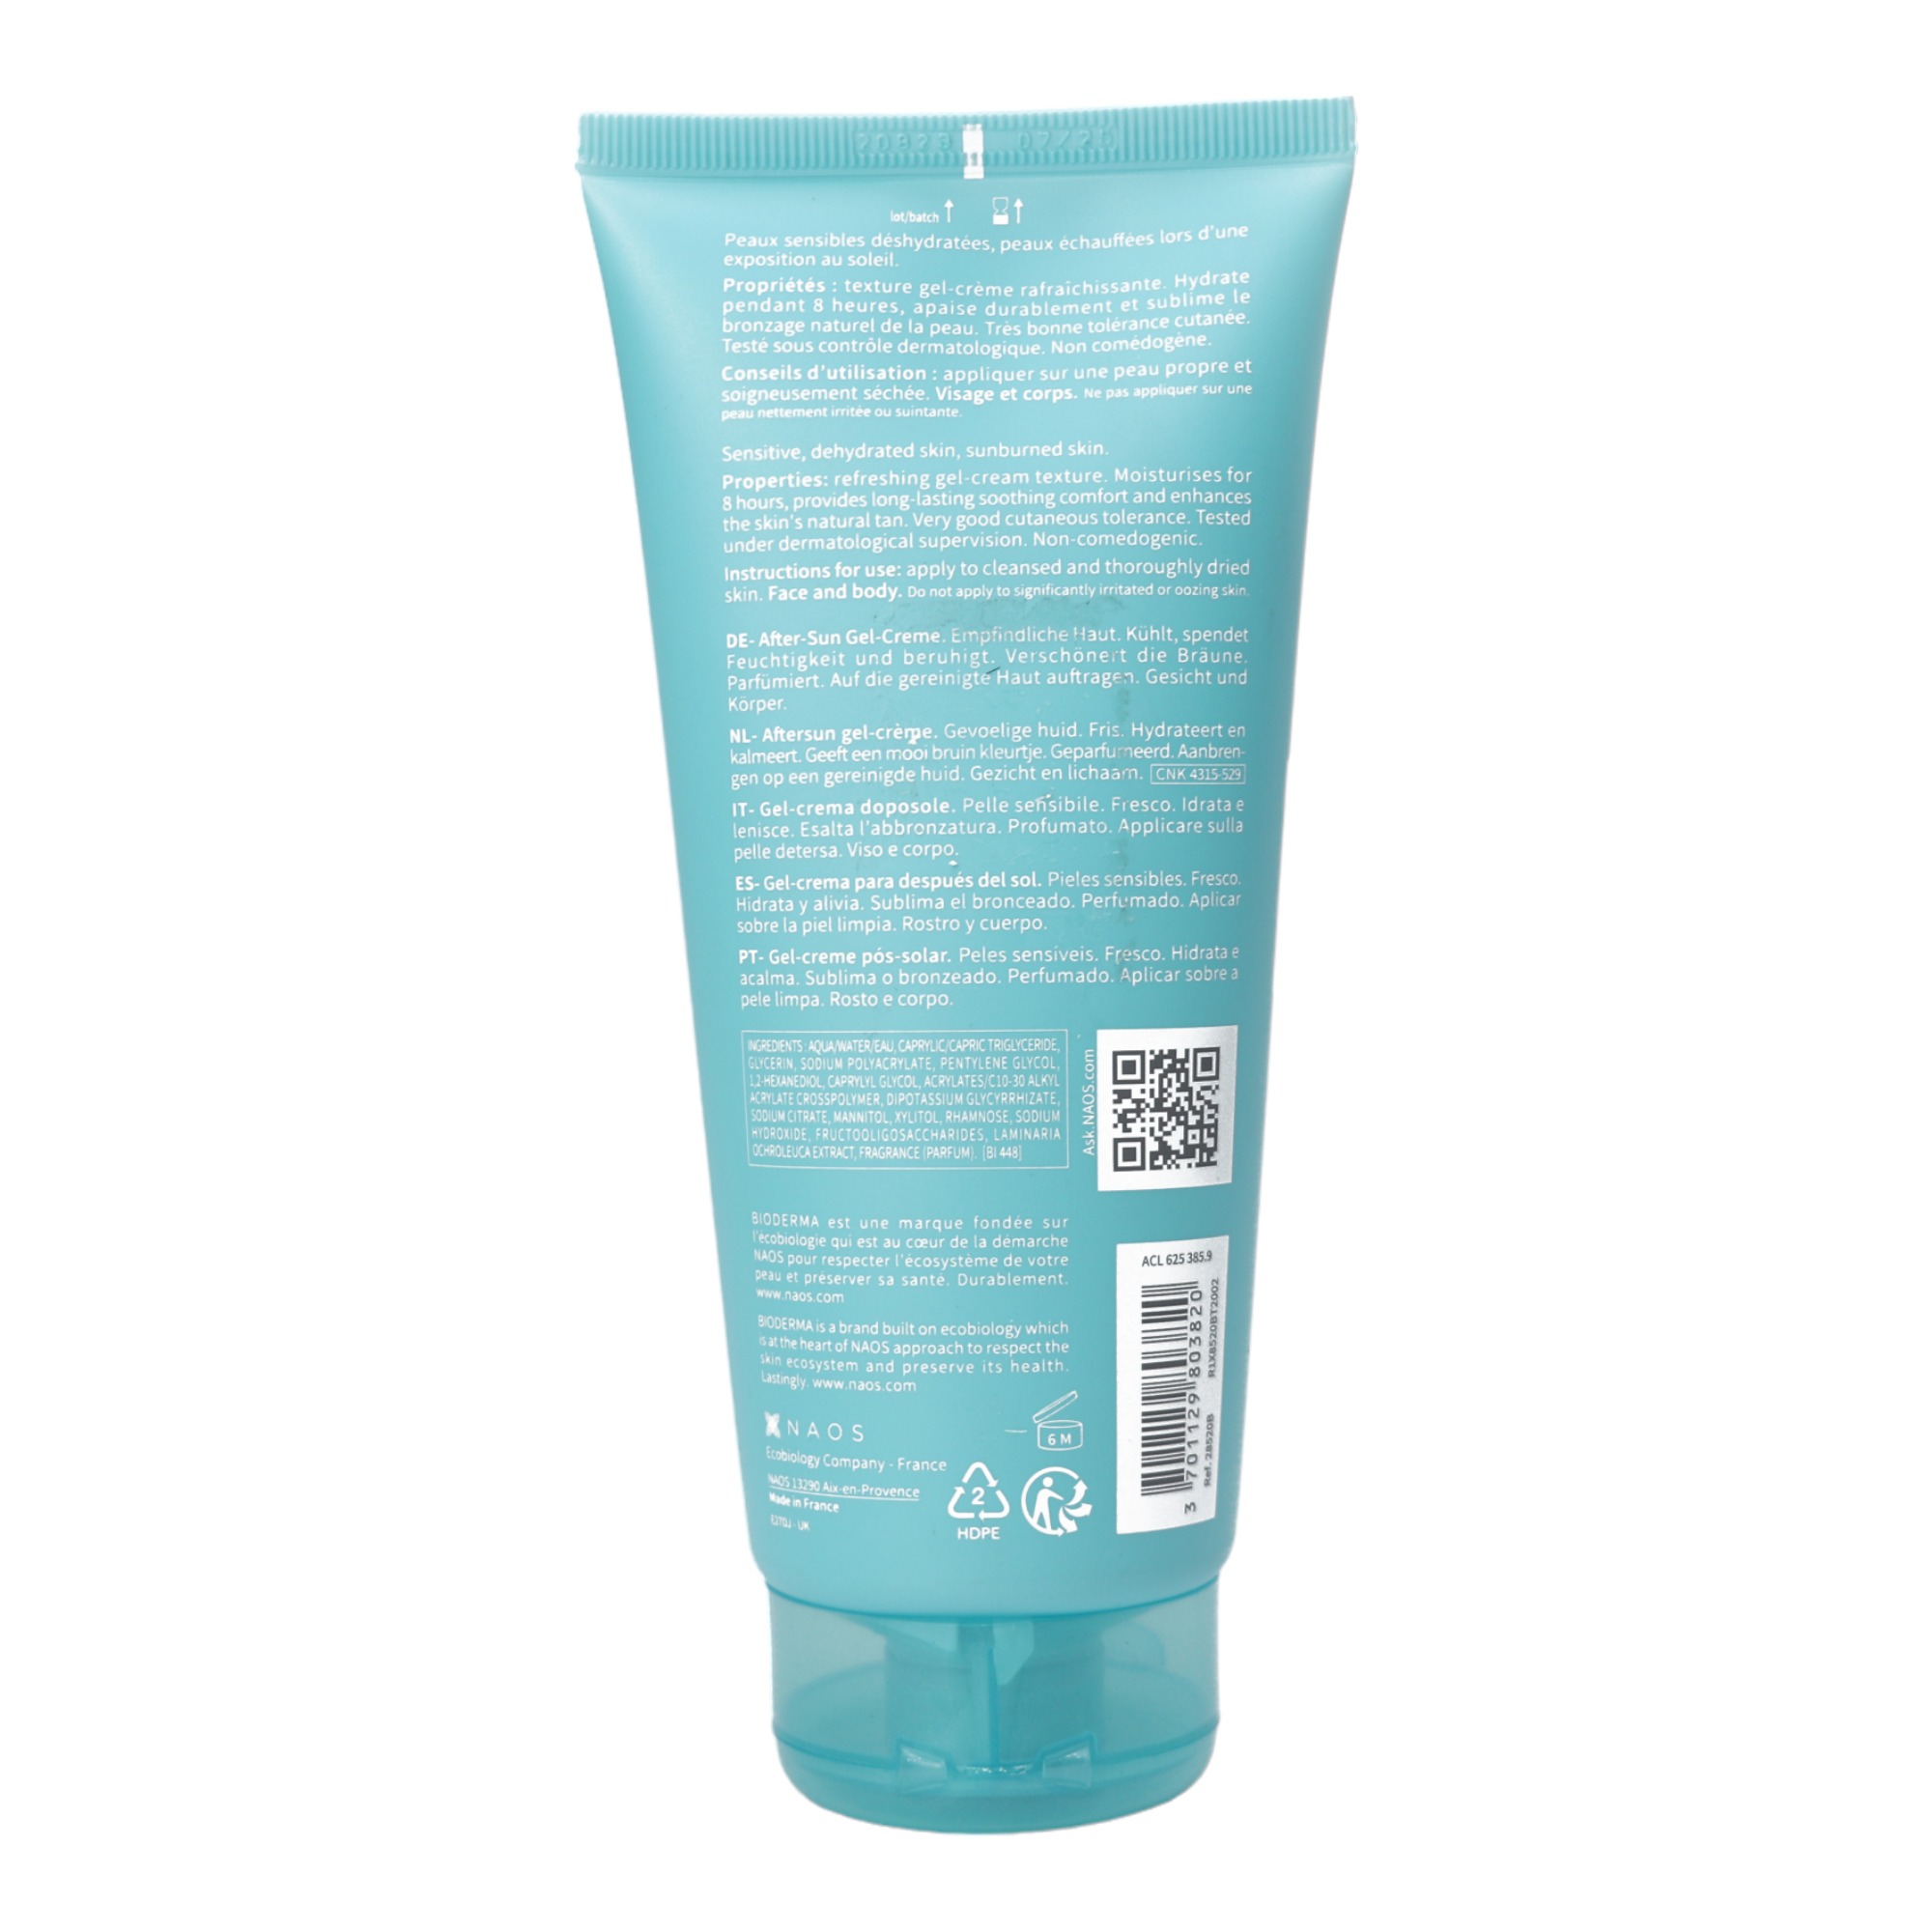 20823 07/26
lot/batch
Peaux sensibles déshydratées, peaux échauffées lors d'une
exposition au soleil.
Propriétés : texture gel-crème rafraîchissante. Hydrate
pendant 8 heures, apaise durablement et sublime le
bronzage naturel de la peau. Très bonne tolérance cutanée.
Testé sous contrôle dermatologique. Non comédogène.
Conseils d'utilisation : appliquer sur une peau propre et
soigneusement séchée. Visage et corps. Ne pas appliquer sur une
peau nettement irritée ou suintante.
Sensitive, dehydrated skin, sunburned skin.
Properties: refreshing gel-cream texture. Moisturises for
8 hours, provides long-lasting soothing comfort and enhances
the skin's natural tan. Very good cutaneous tolerance. Tested
under dermatological supervision. Non-comedogenic.
Instructions for use: apply to cleansed and thoroughly dried
skin. Face and body. Do not apply to significantly irritated or oozing skin.
DE- After-Sun Gel-Creme. Empfindliche Haut. Kühlt, spendet
Feuchtigkeit und beruhigt. Verschönert die Bräune.
Parfümiert. Auf die gereinigte Haut auftragen. Gesicht und
Körper.
NL- Aftersun gel-crème. Gevoelige huid. Fris. Hydrateert en
kalmeert. Geeft een mooi bruin kleurtje. Geparfumeerd. Aanbren-
gen op een gereinigde huid. Gezicht en lichaam. CNK 4315-529
IT- Gel-crema doposole. Pelle sensibile. Fresco. Idrata e
lenisce. Esalta l'abbronzatura. Profumato. Applicare sulla
pelle detersa. Viso e corpo.
ES- Gel-crema para después del sol. Pieles sensibles. Fresco.
Hidrata y alivia. Sublima el bronceado. Perfumado. Aplicar
sobre la piel limpia. Rostro y cuerpo.
PT- Gel-creme pós-solar. Peles sensíveis. Fresco. Hidrata e
acalma. Sublima o bronzeado. Perfumado. Aplicar sobre a
pele limpa. Rosto e corpo.
INGREDIENTS : AQUA/WATER/EAU, CAPRYLIC/CAPRIC TRIGLYCERIDE,
GLYCERIN, SODIUM POLYACRYLATE, PENTYLENE GLYCOL,
1,2-HEXANEDIOL, CAPRYLYL GLYCOL, ACRYLATES/C10-30 ALKYL
ACRYLATE CROSSPOLYMER, DIPOTASSIUM GLYCYRRHIZATE,
SODIUM CITRATE, MANNITOL, XYLITOL, RHAMNOSE, SODIUM
HYDROXIDE, FRUCTOOLIGOSACCHARIDES, LAMINARIA
OCHROLEUCA EXTRACT, FRAGRANCE (PARFUM). [BI 448]
Ask.NAOS.com
BIODERMA est une marque fondée sur
l'écobiologie qui est au cœur de la démarche
NAOS pour respecter l'écosystème de votre
peau et préserver sa santé. Durablement.
www.naos.com
BIODERMA is a brand built on ecobiology which
is at the heart of NAOS approach to respect the
skin ecosystem and preserve its health.
Lastingly. www.naos.com
NAOS
Ecobiology Company - France
NAOS 13290 Aix-en-Provence
Made in France
- UK
6 M
2
HDPE
ACL 625 385.9
3 701129 803820
Ref. 28520B R1X8520BT2002